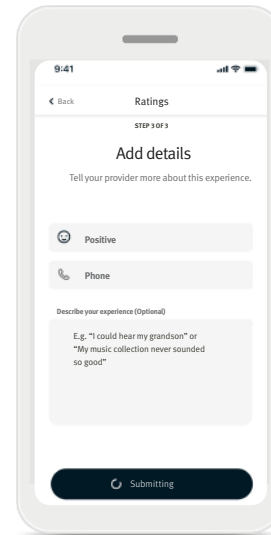 9:41
Back
Ratings
STEP 3 OF 3
Add details
Tell your provider more about this experience.
Positive
Phone
Describe your experience (Optional)
E.g. “I could hear my grandson” or
“My music collection never sounded
so good”
Submitting